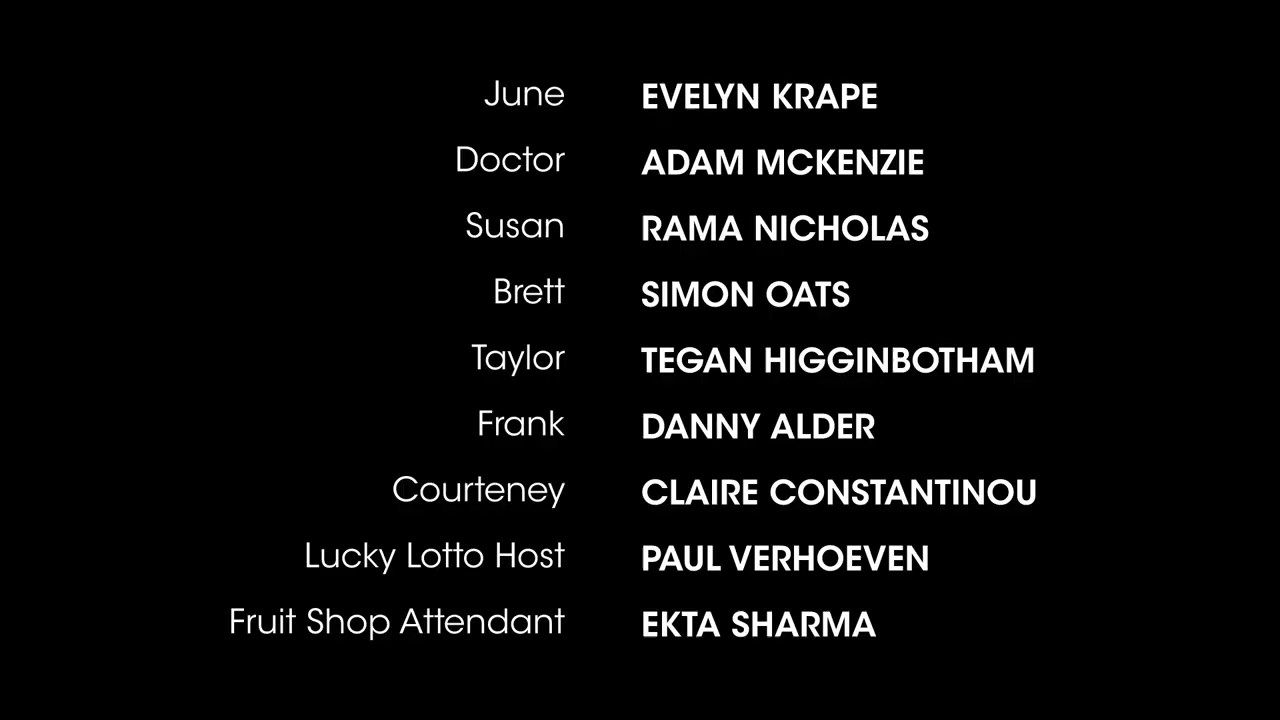 June EVELYN KRAPE
Doctor ADAM MCKENZIE
Susan RAMA NICHOLAS
Brett SIMON OATS
Taylor TEGAN HIGGINBOTHAM
Frank DANNY ALDER
Courteney CLAIRE CONSTANTINOU
Lucky Lotto Host PAUL VERHOEVEN
Fruit Shop Attendant EKTA SHARMA